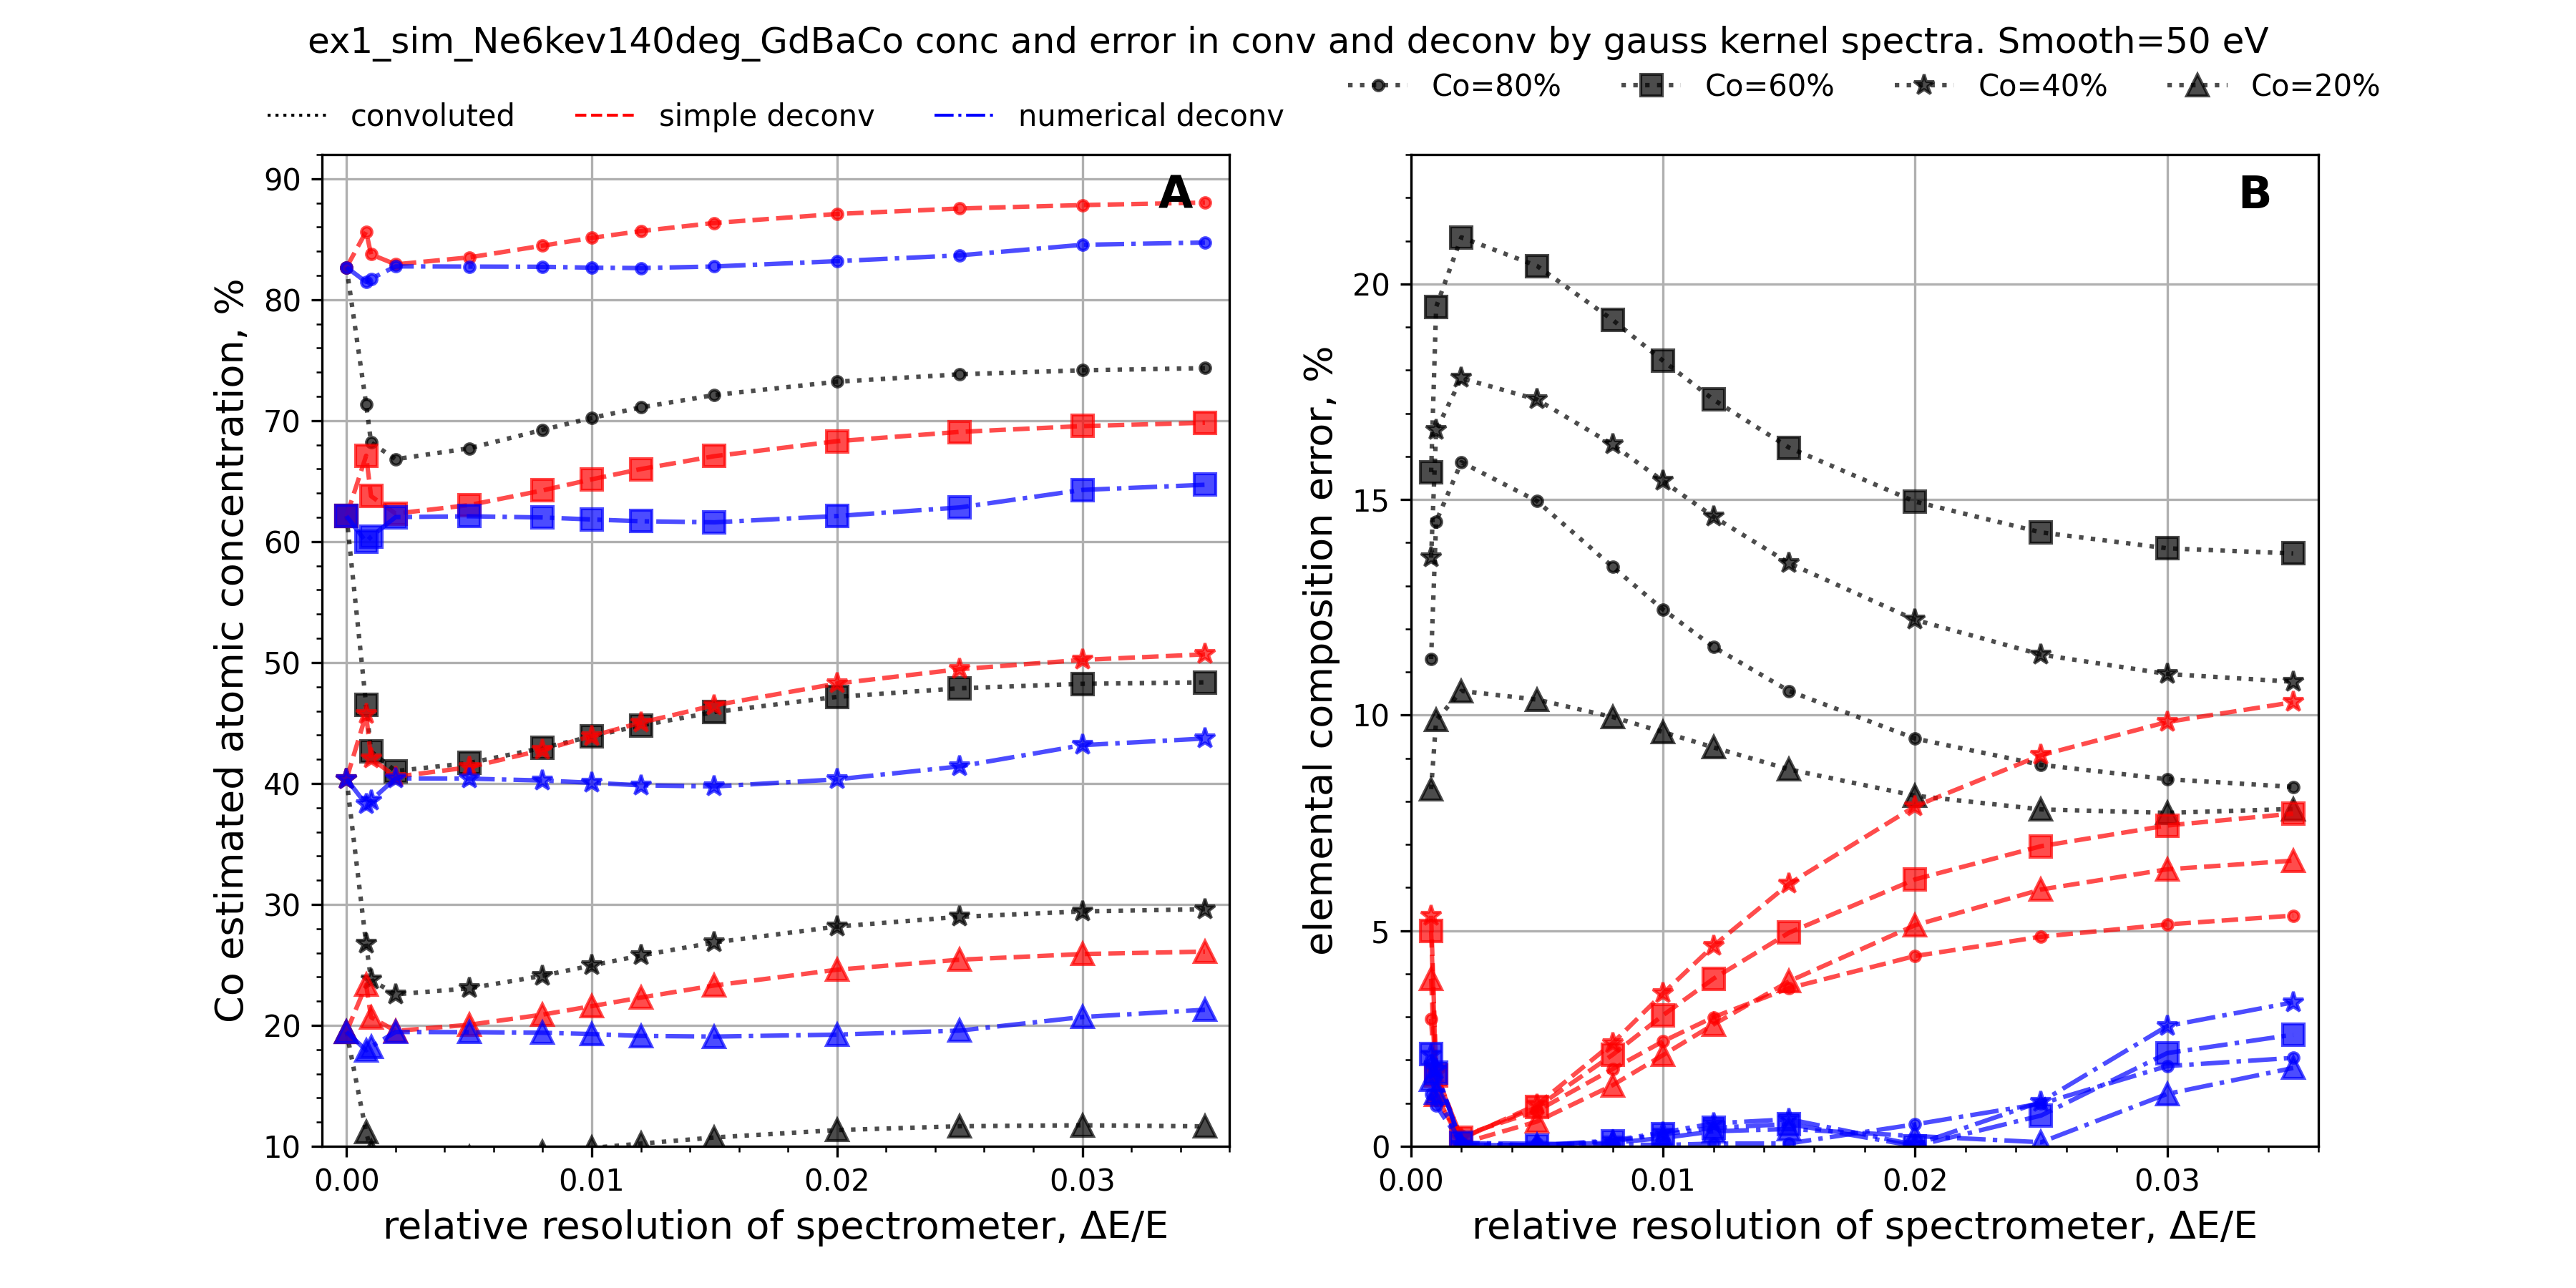 ex1_sim_Ne6kev140deg_GdBaCo conc and error in conv and deconv by gauss kernel spectra. Smooth=50 eV
Co=80% Co=60% Co=40% Co=20%
convoluted simple deconv numerical deconv
A
90
80
70
60
50
40
30
20
10
0.00 0.01 0.02 0.03
Co estimated atomic concentration, %
relative resolution of spectrometer, ΔE/E
B
20
15
10
5
0
0.00 0.01 0.02 0.03
elemental composition error, %
relative resolution of spectrometer, ΔE/E